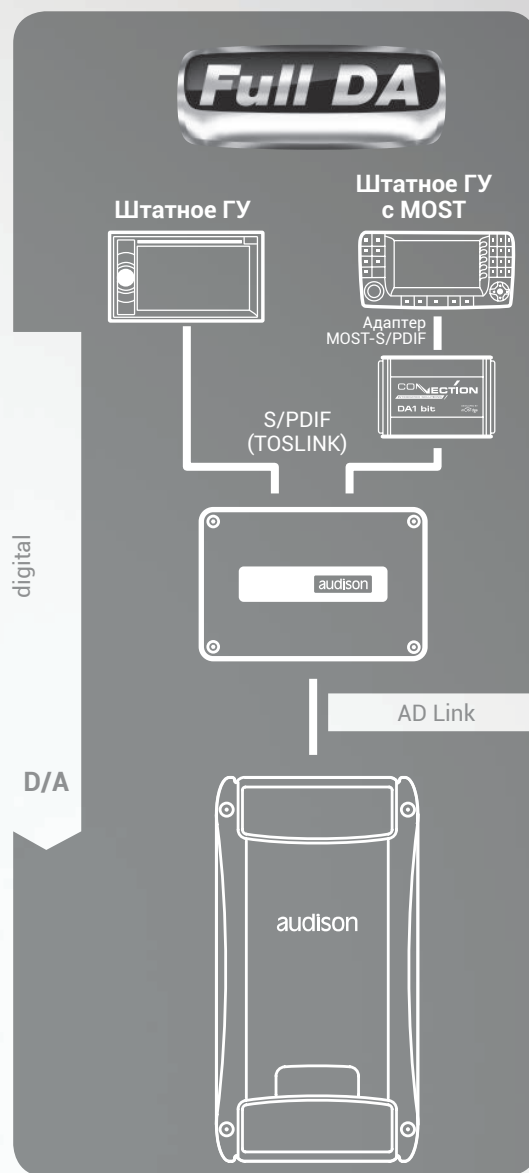 Full DA
Штатное ГУ
Штатное ГУ
с MOST
Адаптер
MOST-S/PDIF
CONNECTION
DA1 bit
S/PDIF
(TOSLINK)
digital
audison
AD Link
D/A
audison